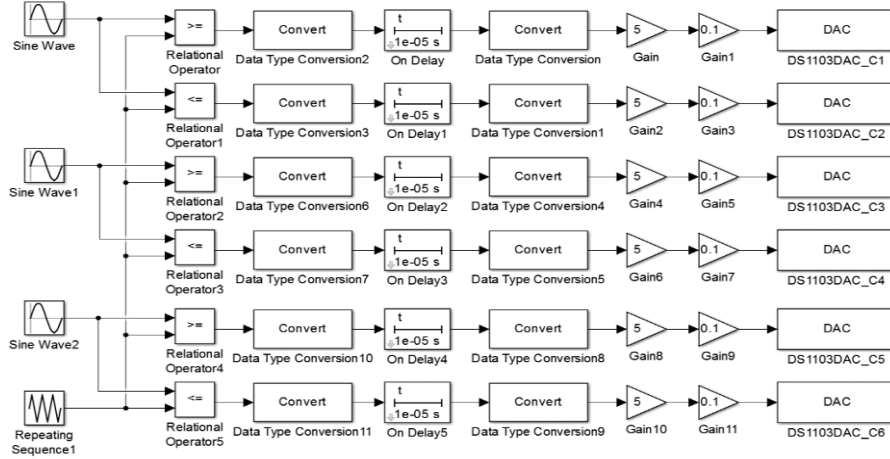 >=
Convert
t
1e-05 s
Convert
5
0.1
DAC
Sine Wave
Relational
Operator
Data Type Conversion2
On Delay
Data Type Conversion
Gain
Gain1
DS1103DAC_C1
<=
Convert
t
1e-05 s
Convert
5
0.1
DAC
Relational
Operator1
Data Type Conversion3
On Delay1
Data Type Conversion1
Gain2
Gain3
DS1103DAC_C2
>=
Convert
t
1e-05 s
Convert
5
0.1
DAC
Sine Wave1
Relational
Operator2
Data Type Conversion6
On Delay2
Data Type Conversion4
Gain4
Gain5
DS1103DAC_C3
<=
Convert
t
1e-05 s
Convert
5
0.1
DAC
Relational
Operator3
Data Type Conversion7
On Delay3
Data Type Conversion5
Gain6
Gain7
DS1103DAC_C4
>=
Convert
t
1e-05 s
Convert
5
0.1
DAC
Sine Wave2
Relational
Operator4
Data Type Conversion10
On Delay4
Data Type Conversion8
Gain8
Gain9
DS1103DAC_C5
<=
Convert
t
1e-05 s
Convert
5
0.1
DAC
Repeating
Sequence1
Relational
Operator5
Data Type Conversion11
On Delay5
Data Type Conversion9
Gain10
Gain11
DS1103DAC_C6